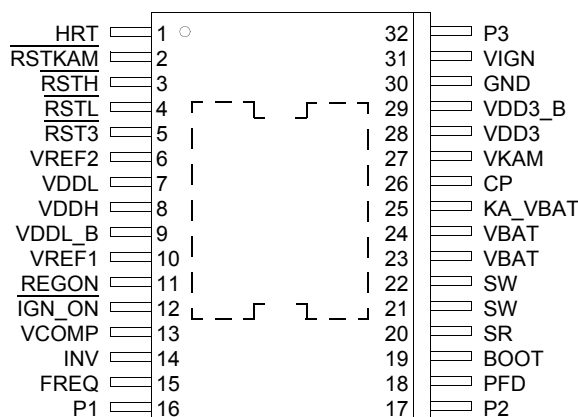 HRT 1 32 P3
RSTKAM 2 31 VIGN
RSTH 3 30 GND
RSTL 4 29 VDD3_B
RST3 5 28 VDD3
VREF2 6 27 VKAM
VDDL 7 26 CP
VDDH 8 25 KA_VBAT
VDDL_B 9 24 VBAT
VREF1 10 23 VBAT
REGON 11 22 SW
IGN_ON 12 21 SW
VCOMP 13 20 SR
INV 14 19 BOOT
FREQ 15 18 PFD
P1 16 17 P2